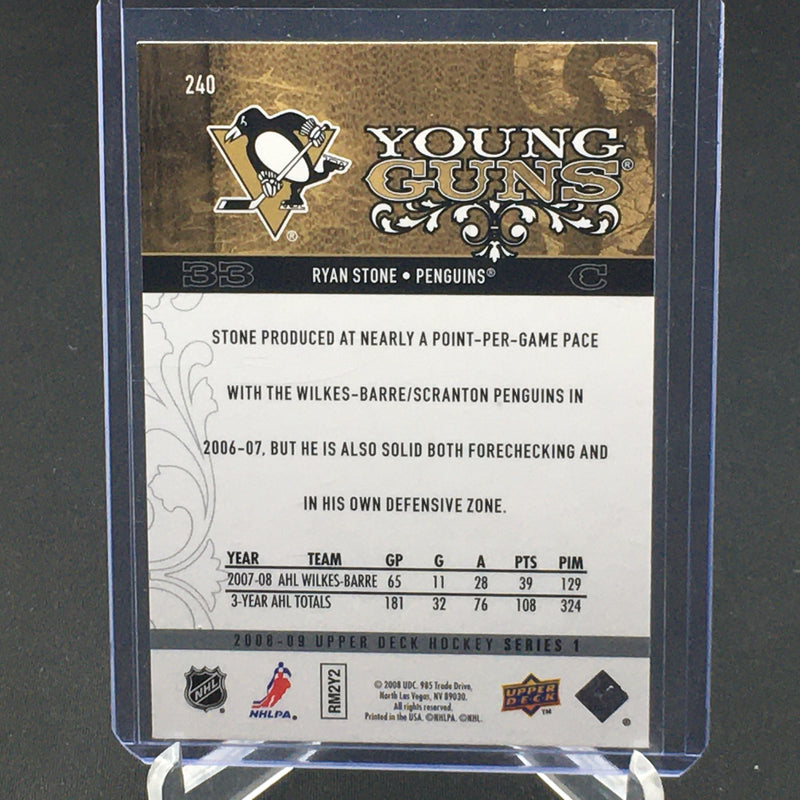 240
YOUNG
GUNS®
33 RYAN STONE • PENGUINS® C
STONE PRODUCED AT NEARLY A POINT-PER-GAME PACE
WITH THE WILKES-BARRE/SCRANTON PENGUINS IN
2006-07, BUT HE IS ALSO SOLID BOTH FORECHECKING AND
IN HIS OWN DEFENSIVE ZONE.
YEAR TEAM GP G A PTS PIM
2007-08 AHL WILKES-BARRE 65 11 28 39 129
3-YEAR AHL TOTALS 181 32 76 108 324
2008-09 UPPER DECK HOCKEY SERIES 1
NHL
NHLPA.
RM2Y2
© 2008 UDC. 985 Trade Drive,
North Las Vegas, NV 89030.
All rights reserved.
Printed in the USA. ©NHLPA. ©NHL.
UPPER
DECK
TM
®